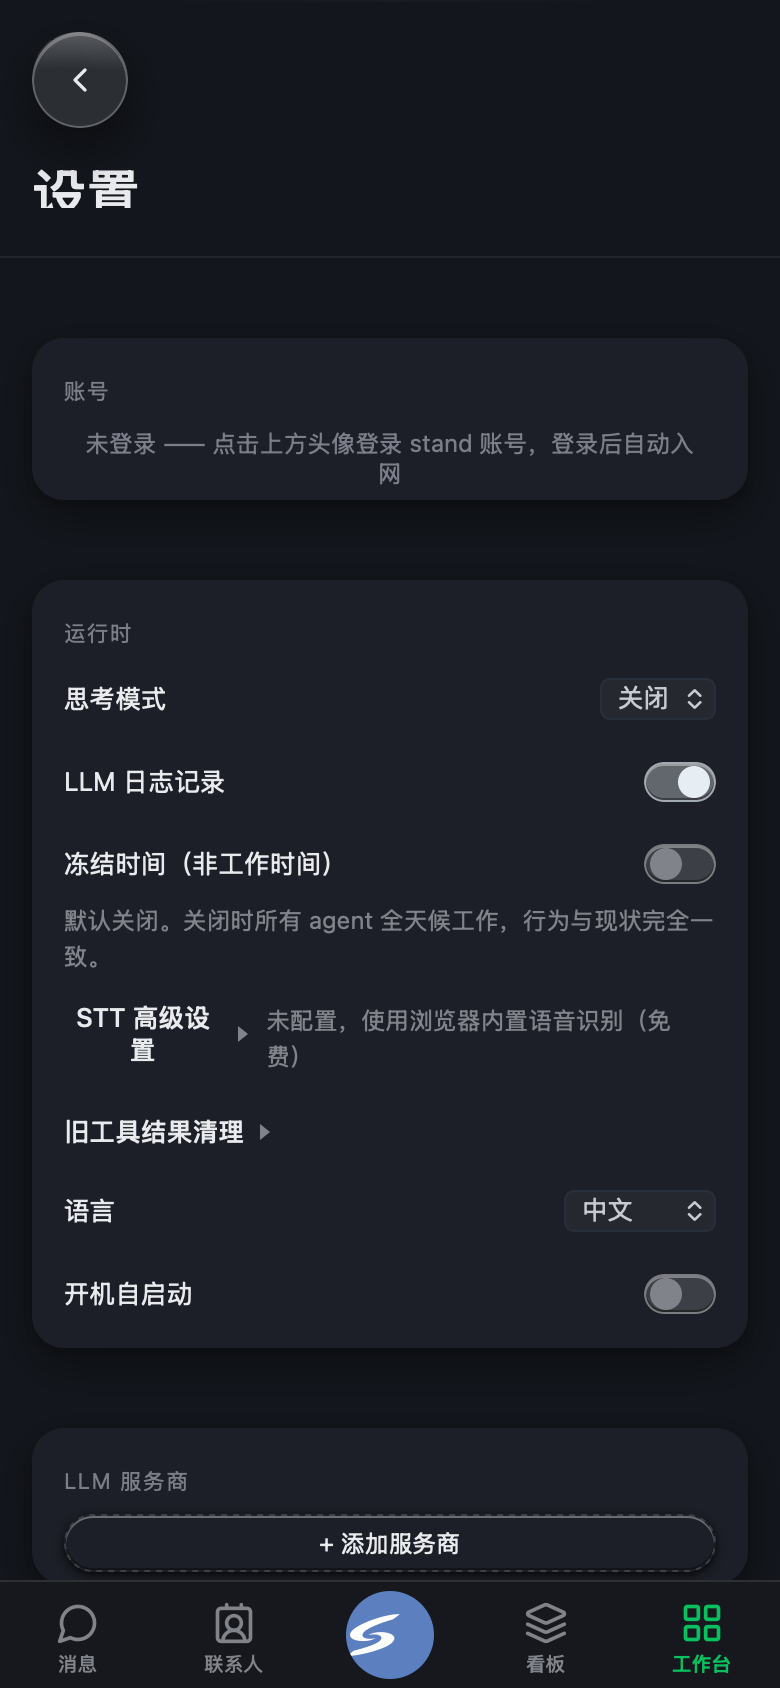 设置
账号
未登录 —— 点击上方头像登录 stand 账号，登录后自动入
网
运行时
思考模式
关闭
LLM 日志记录
冻结时间（非工作时间）
默认关闭。关闭时所有 agent 全天候工作，行为与现状完全一
致。
STT 高级设
置
未配置，使用浏览器内置语音识别（免
费）
旧工具结果清理
语言
中文
开机自启动
LLM 服务商
+ 添加服务商
消息
联系人
看板
工作台